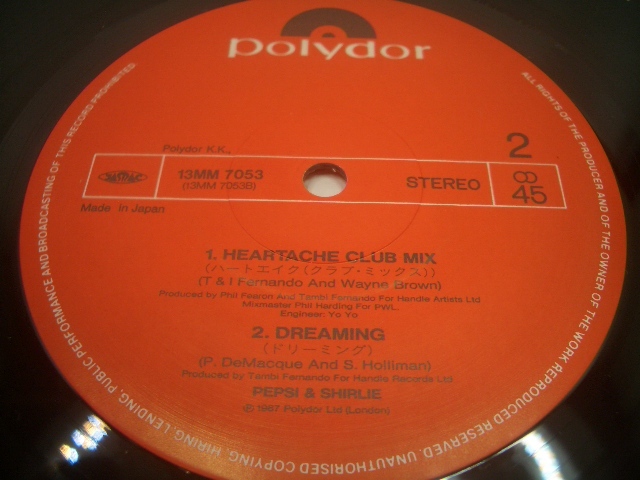 polydor
Polydor K.K.,
2
13MM 7053
(13MM 7053B)
STEREO
45
Made in Japan
1. HEARTACHE CLUB MIX
(ハートエイク(クラブ・ミックス))
(T & I Fernando And Wayne Brown)
Produced by Phil Fearon And Tambi Fernando For Handle Artists Ltd
Mixmaster Phil Harding For PWL.
Engineer: Yo Yo
2. DREAMING
(ドリーミング)
(P. DeMacque And S. Holliman)
Produced by Tambi Fernando For Handle Records Ltd
PEPSI & SHIRLIE
℗ 1987 Polydor Ltd (London)
ALL RIGHTS OF THE PRODUCER AND OF THE OWNER OF THE WORK REPRODUCED RESERVED. UNAUTHORISED COPYING, HIRING, LENDING, PUBLIC PERFORMANCE AND BROADCASTING OF THIS RECORD PROHIBITED.